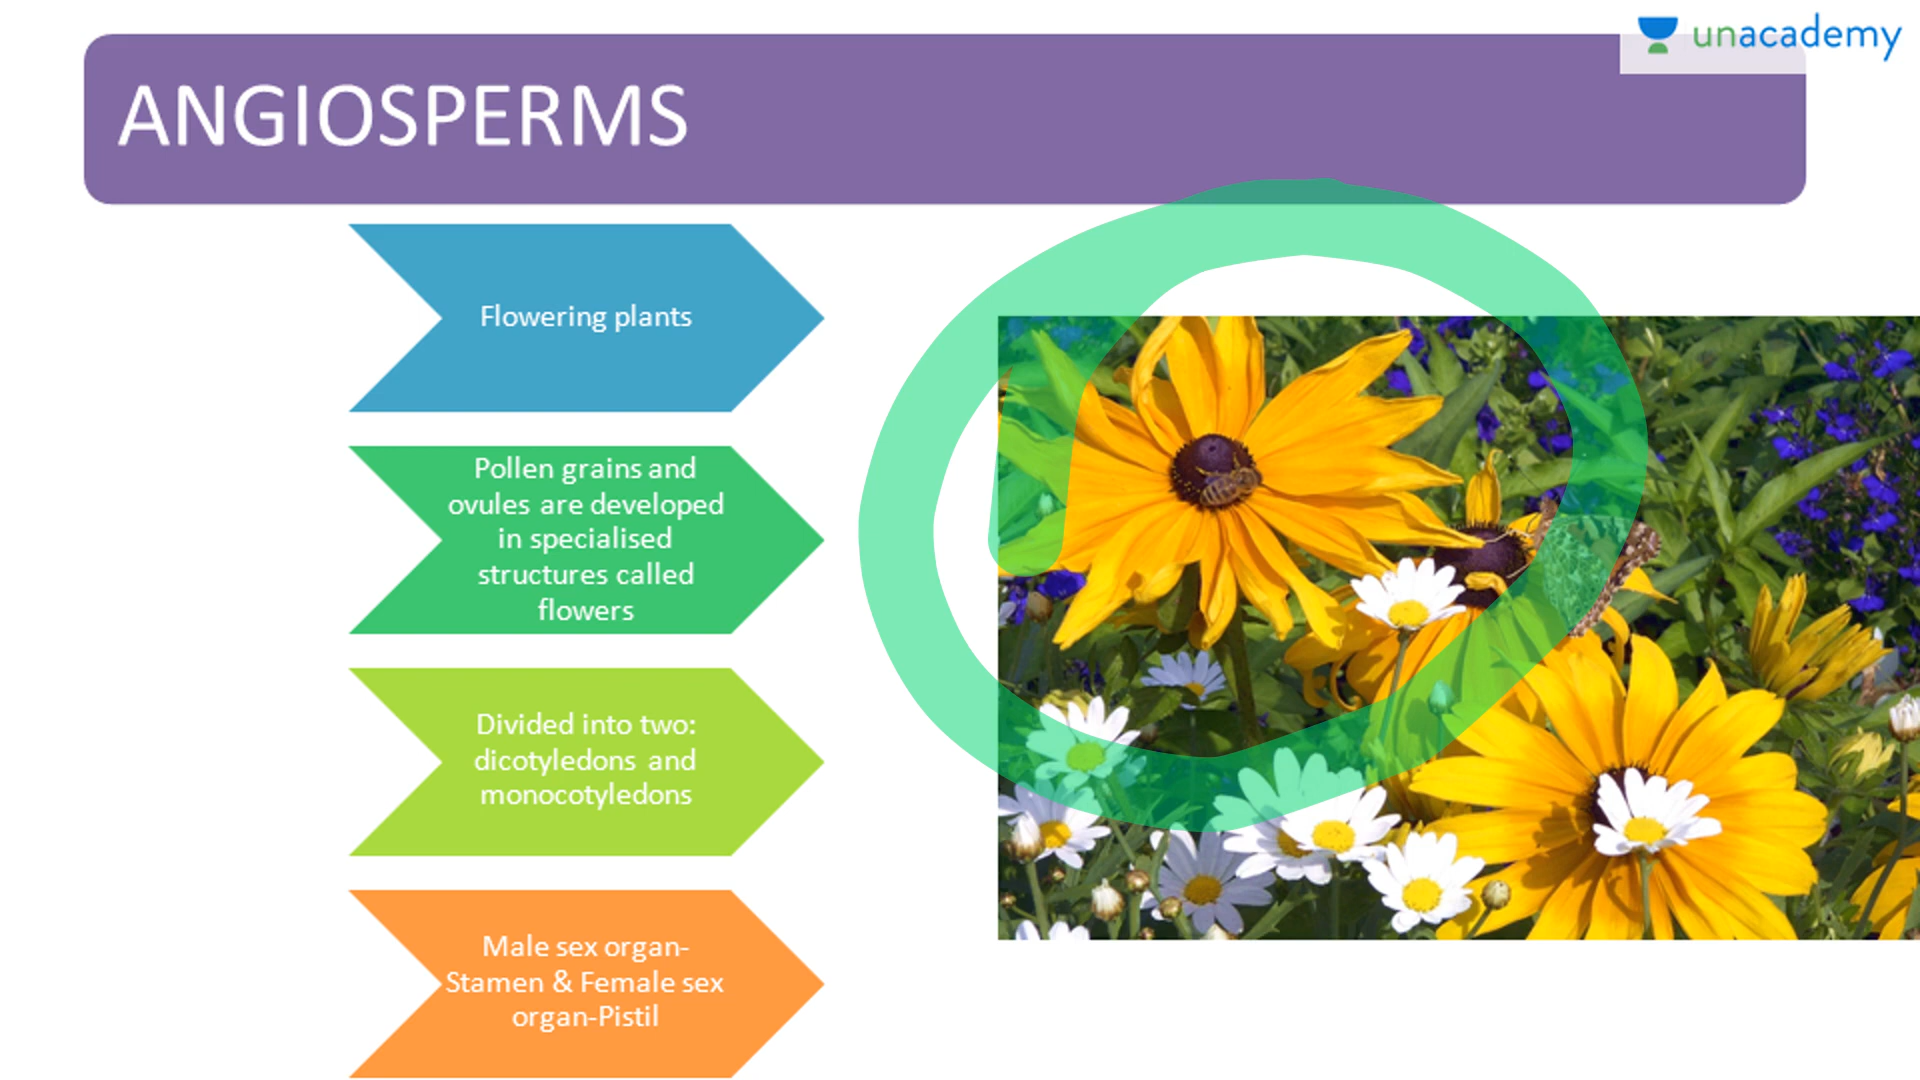 unacademy
ANGIOSPERMS
Flowering plants
Pollen grains and
ovules are developed
in specialised
structures called
flowers
Divided into two:
dicotyledons and
monocotyledons
Male sex organ-
Stamen & Female sex
organ-Pistil